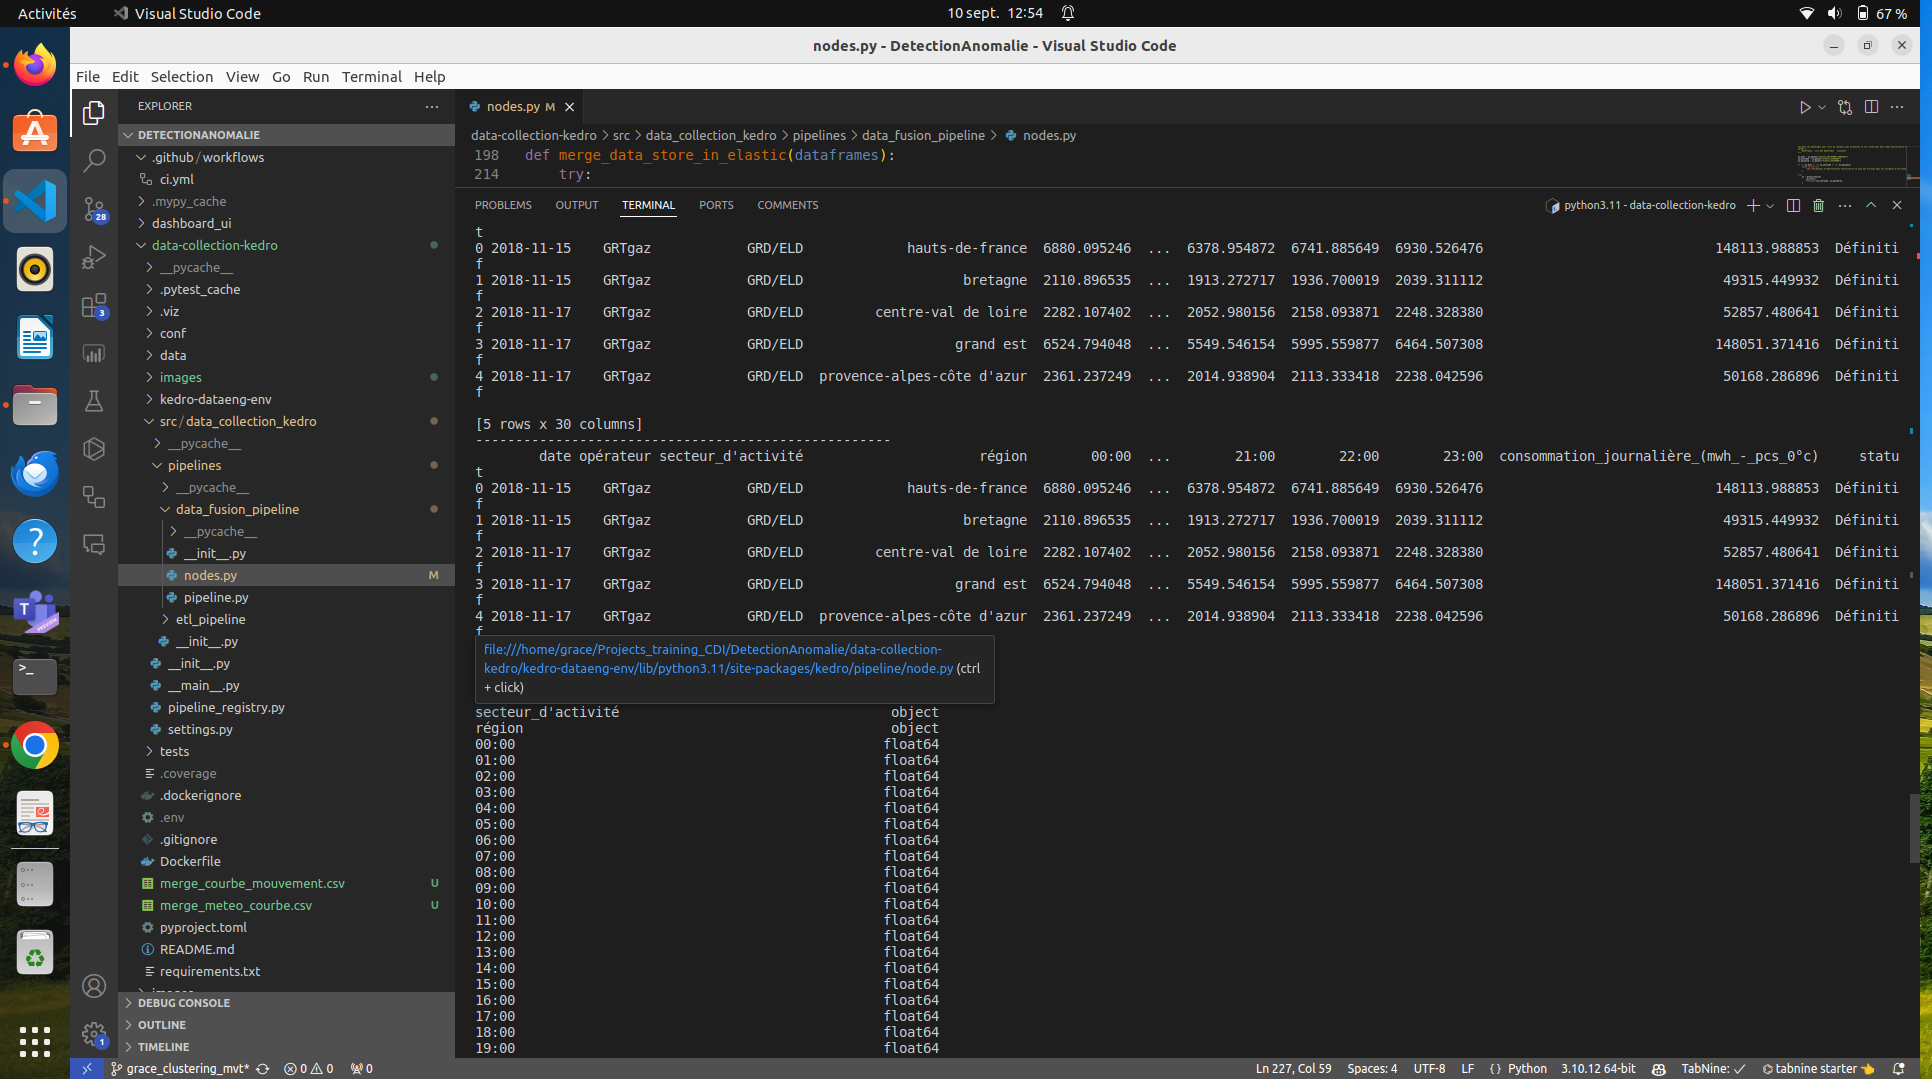 Activités
Visual Studio Code
10 sept. 12:54
67 %
nodes.py - DetectionAnomalie - Visual Studio Code
File Edit Selection View Go Run Terminal Help
EXPLORER
DETECTIONANOMALIE
.github / workflows
ci.yml
.mypy_cache
dashboard_ui
data-collection-kedro
__pycache__
.pytest_cache
.viz
conf
data
images
kedro-dataeng-env
src / data_collection_kedro
__pycache__
pipelines
__pycache__
data_fusion_pipeline
__pycache__
__init__.py
nodes.py M
pipeline.py
etl_pipeline
__init__.py
__init__.py
__main__.py
pipeline_registry.py
settings.py
tests
.coverage
.dockerignore
.env
.gitignore
Dockerfile
merge_courbe_mouvement.csv U
merge_meteo_courbe.csv U
pyproject.toml
README.md
requirements.txt
DEBUG CONSOLE
OUTLINE
TIMELINE
28
3
1
nodes.py M
data-collection-kedro > src > data_collection_kedro > pipelines > data_fusion_pipeline > nodes.py
198 def merge_data_store_in_elastic(dataframes):
214 try:
PROBLEMS OUTPUT TERMINAL PORTS COMMENTS
python3.11 - data-collection-kedro
t
0 2018-11-15 GRTgaz GRD/ELD hauts-de-france 6880.095246 ... 6378.954872 6741.885649 6930.526476 148113.988853 Définiti
f
1 2018-11-15 GRTgaz GRD/ELD bretagne 2110.896535 ... 1913.272717 1936.700019 2039.311112 49315.449932 Définiti
f
2 2018-11-17 GRTgaz GRD/ELD centre-val de loire 2282.107402 ... 2052.980156 2158.093871 2248.328380 52857.480641 Définiti
f
3 2018-11-17 GRTgaz GRD/ELD grand est 6524.794048 ... 5549.546154 5995.559877 6464.507308 148051.371416 Définiti
f
4 2018-11-17 GRTgaz GRD/ELD provence-alpes-côte d'azur 2361.237249 ... 2014.938904 2113.333418 2238.042596 50168.286896 Définiti
f
[5 rows x 30 columns]
----------------------------------------------------
date opérateur secteur_d'activité région 00:00 ... 21:00 22:00 23:00 consommation_journalière_(mwh_-_pcs_0°c) statu
t
0 2018-11-15 GRTgaz GRD/ELD hauts-de-france 6880.095246 ... 6378.954872 6741.885649 6930.526476 148113.988853 Définiti
f
1 2018-11-15 GRTgaz GRD/ELD bretagne 2110.896535 ... 1913.272717 1936.700019 2039.311112 49315.449932 Définiti
f
2 2018-11-17 GRTgaz GRD/ELD centre-val de loire 2282.107402 ... 2052.980156 2158.093871 2248.328380 52857.480641 Définiti
f
3 2018-11-17 GRTgaz GRD/ELD grand est 6524.794048 ... 5549.546154 5995.559877 6464.507308 148051.371416 Définiti
f
4 2018-11-17 GRTgaz GRD/ELD provence-alpes-côte d'azur 2361.237249 ... 2014.938904 2113.333418 2238.042596 50168.286896 Définiti
f
file:///home/grace/Projects_training_CDI/DetectionAnomalie/data-collection-
kedro/kedro-dataeng-env/lib/python3.11/site-packages/kedro/pipeline/node.py (ctrl
+ click)
secteur_d'activité object
région object
00:00 float64
01:00 float64
02:00 float64
03:00 float64
04:00 float64
05:00 float64
06:00 float64
07:00 float64
08:00 float64
09:00 float64
10:00 float64
11:00 float64
12:00 float64
13:00 float64
14:00 float64
15:00 float64
16:00 float64
17:00 float64
18:00 float64
19:00 float64
grace_clustering_mvt* 0 0 0
Ln 227, Col 59 Spaces: 4 UTF-8 LF {} Python 3.10.12 64-bit TabNine: ✓ tabnine starter